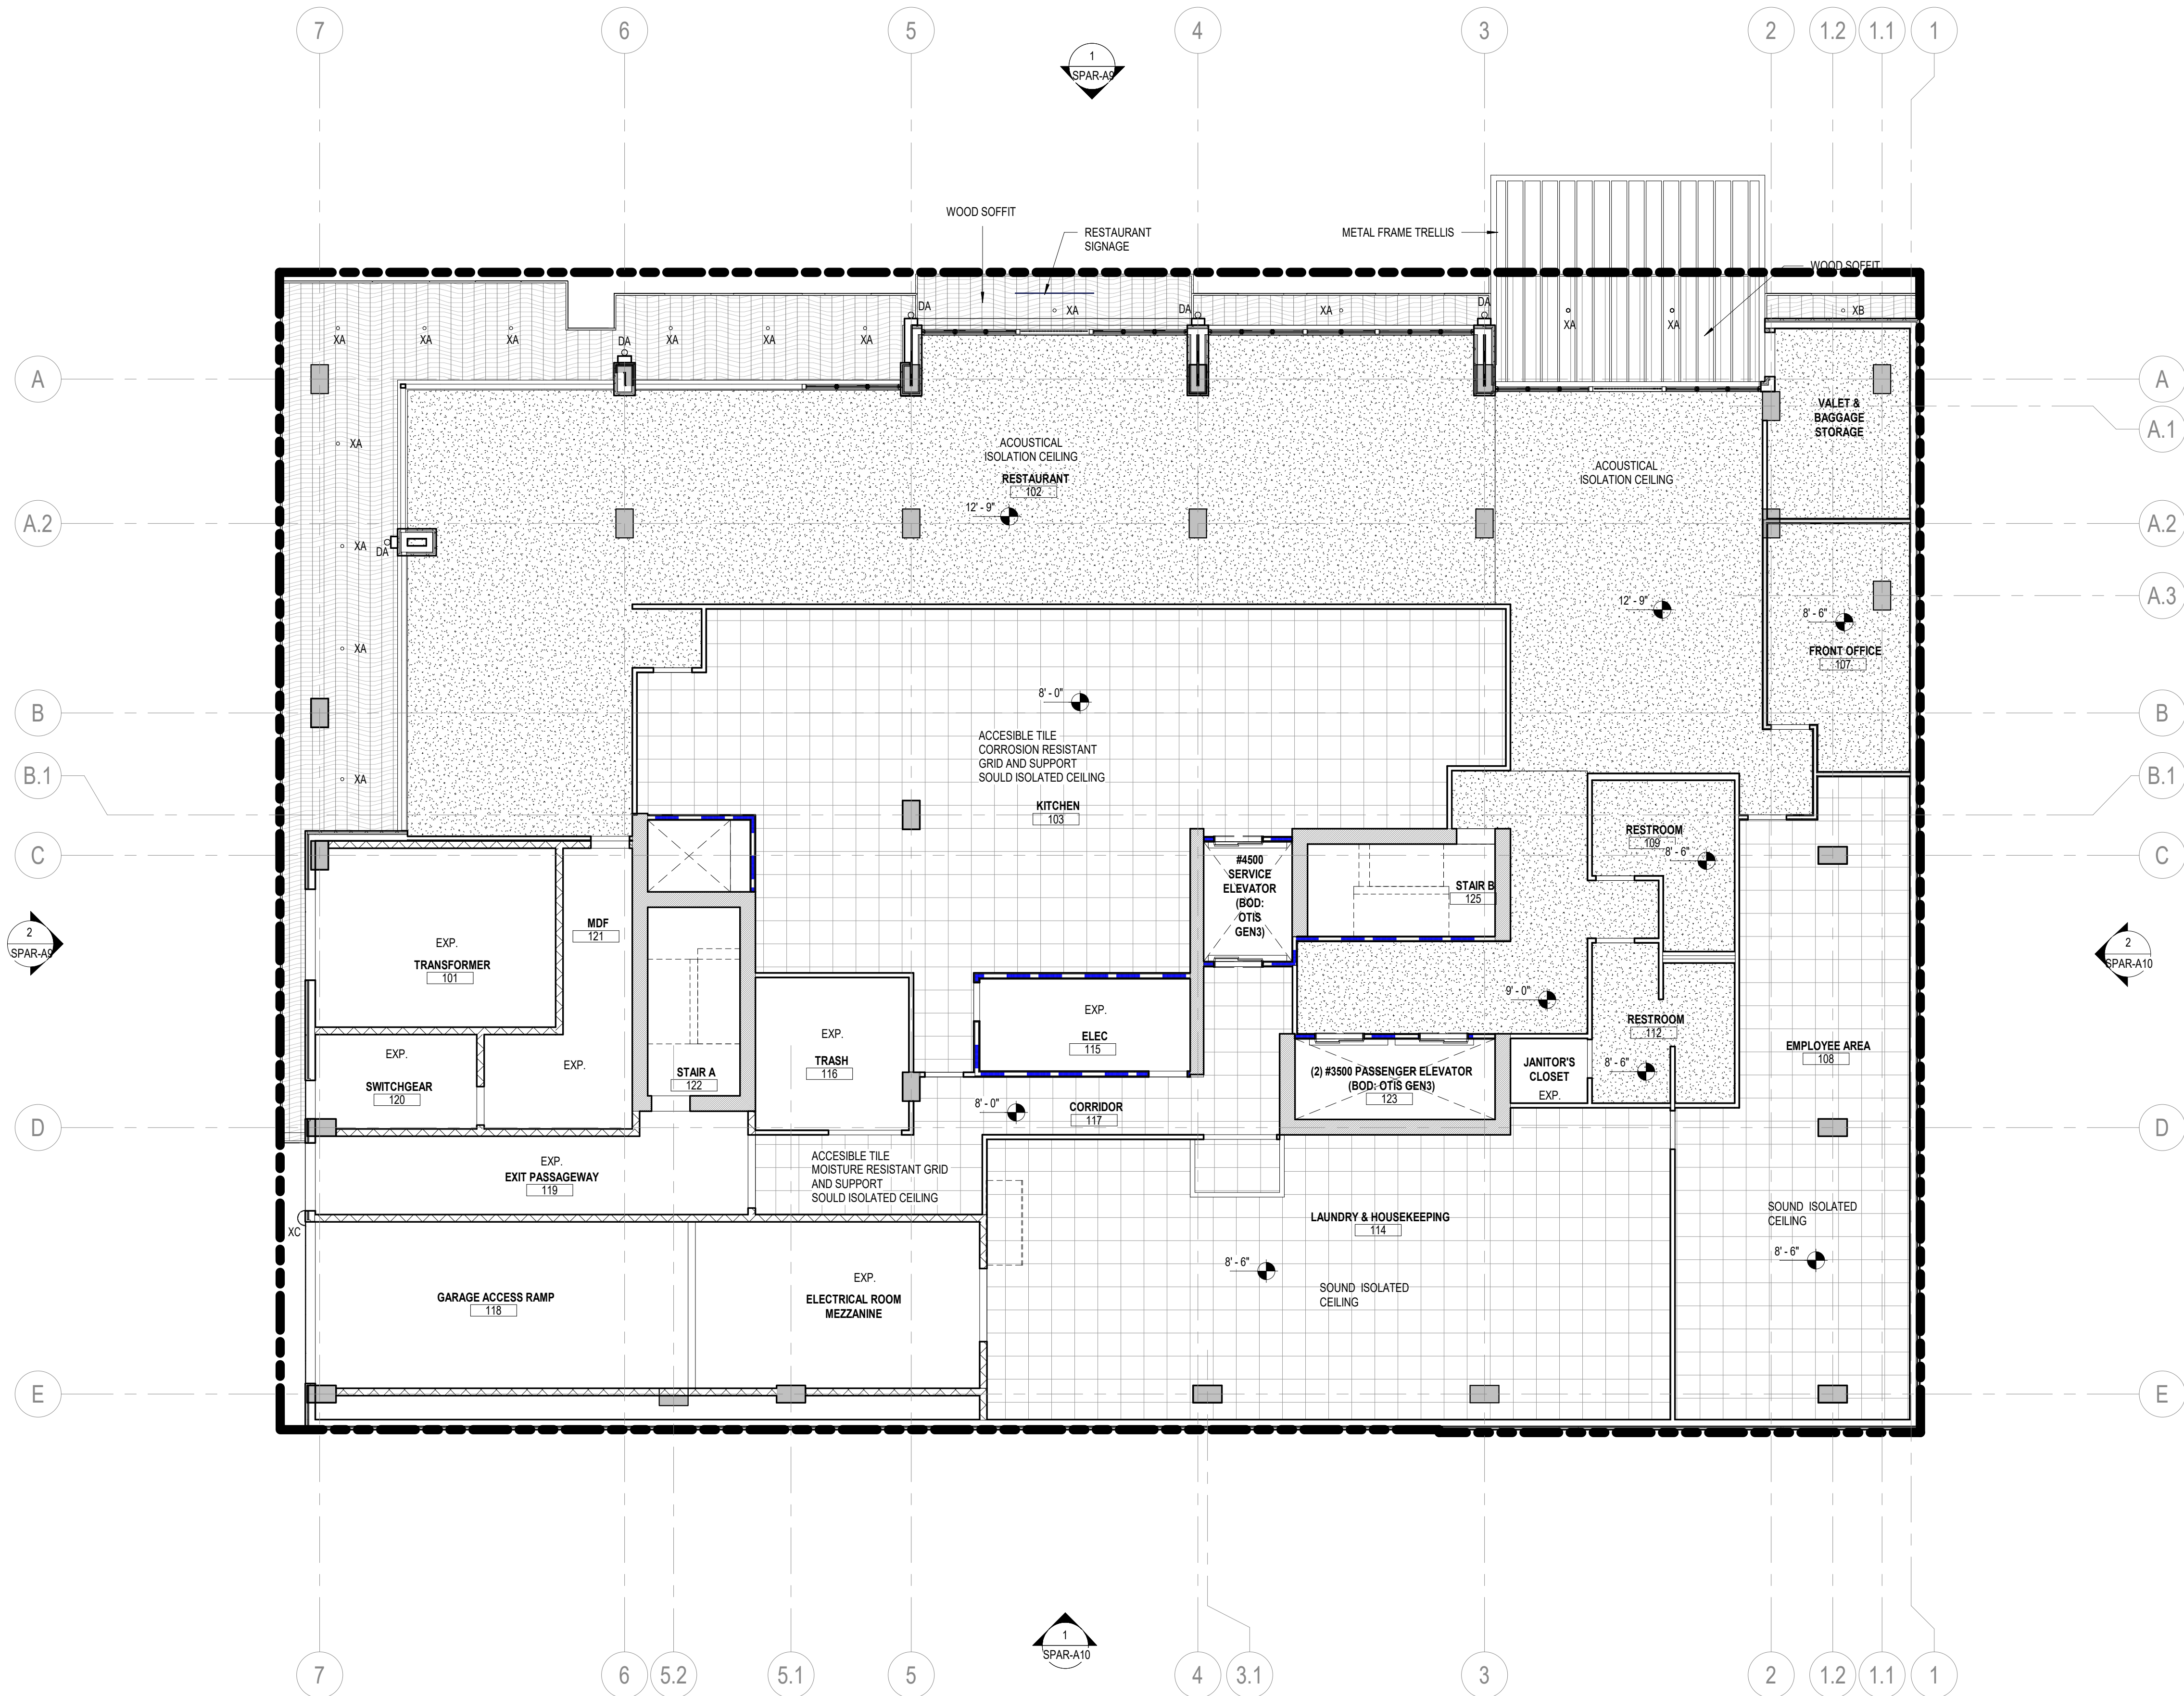 7
6
5
4
3
2
1.2
1.1
1
1
SPAR-A9
WOOD SOFFIT
RESTAURANT
SIGNAGE
METAL FRAME TRELLIS
WOOD SOFFIT
DA
XA
DA
XA
DA
XA
XA
XB
XA
XA
XA
DA
XA
XA
XA
A
A
VALET &
BAGGAGE
STORAGE
A.1
XA
ACOUSTICAL
ISOLATION CEILING
RESTAURANT
102
12' - 9"
ACOUSTICAL
ISOLATION CEILING
A.2
A.2
XA
DA
A.3
12' - 9"
8' - 6"
FRONT OFFICE
107
XA
8' - 0"
B
B
ACCESIBLE TILE
CORROSION RESISTANT
GRID AND SUPPORT
SOULD ISOLATED CEILING
B.1
B.1
XA
KITCHEN
103
RESTROOM
109
8' - 6"
C
C
#4500
SERVICE
ELEVATOR
(BOD:
OTIS
GEN3)
STAIR B
125
MDF
121
2
SPAR-A9
2
SPAR-A10
EXP.
TRANSFORMER
101
9' - 0"
EXP.
ELEC
115
RESTROOM
112
EXP.
TRASH
116
EMPLOYEE AREA
108
EXP.
SWITCHGEAR
120
EXP.
STAIR A
122
(2) #3500 PASSENGER ELEVATOR
(BOD: OTIS GEN3)
123
JANITOR'S
CLOSET
EXP.
8' - 6"
8' - 0"
CORRIDOR
117
D
D
EXP.
EXIT PASSAGEWAY
119
ACCESIBLE TILE
MOISTURE RESISTANT GRID
AND SUPPORT
SOULD ISOLATED CEILING
XC
LAUNDRY & HOUSEKEEPING
114
SOUND ISOLATED
CEILING
8' - 6"
8' - 6"
SOUND ISOLATED
CEILING
GARAGE ACCESS RAMP
118
EXP.
ELECTRICAL ROOM
MEZZANINE
E
E
1
SPAR-A10
7
6
5.2
5.1
5
4
3.1
3
2
1.2
1.1
1